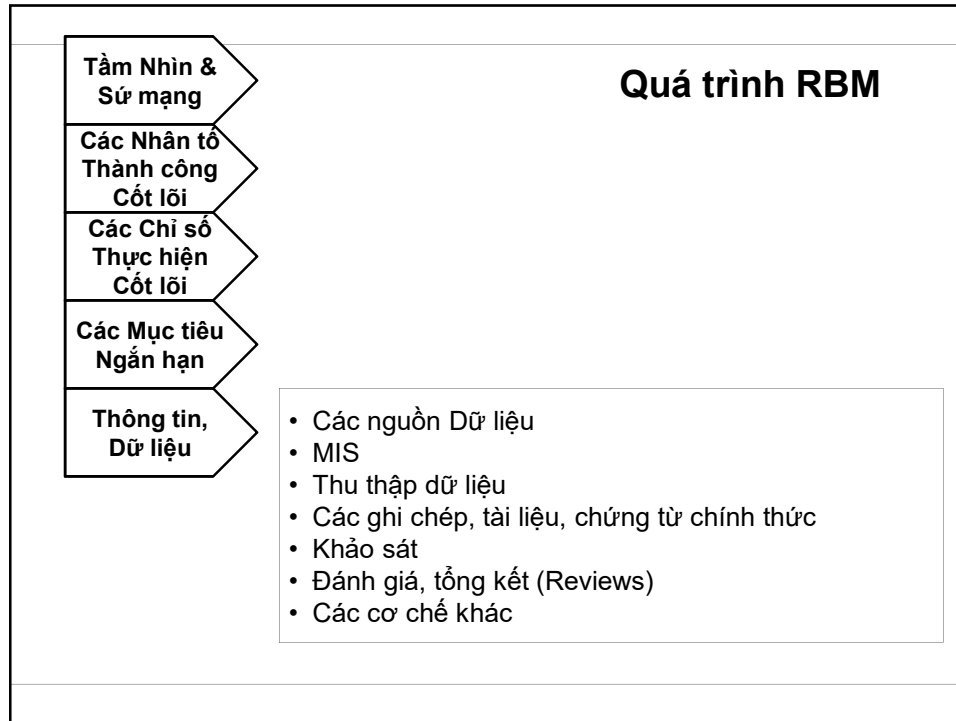 Quá trình RBM
Tầm Nhìn &
Sứ mạng
Các Nhân tố
Thành công
Cốt lõi
Các Chỉ số
Thực hiện
Cốt lõi
Các Mục tiêu
Ngắn hạn
Thông tin,
Dữ liệu
• Các nguồn Dữ liệu
• MIS
• Thu thập dữ liệu
• Các ghi chép, tài liệu, chứng từ chính thức
• Khảo sát
• Đánh giá, tổng kết (Reviews)
• Các cơ chế khác